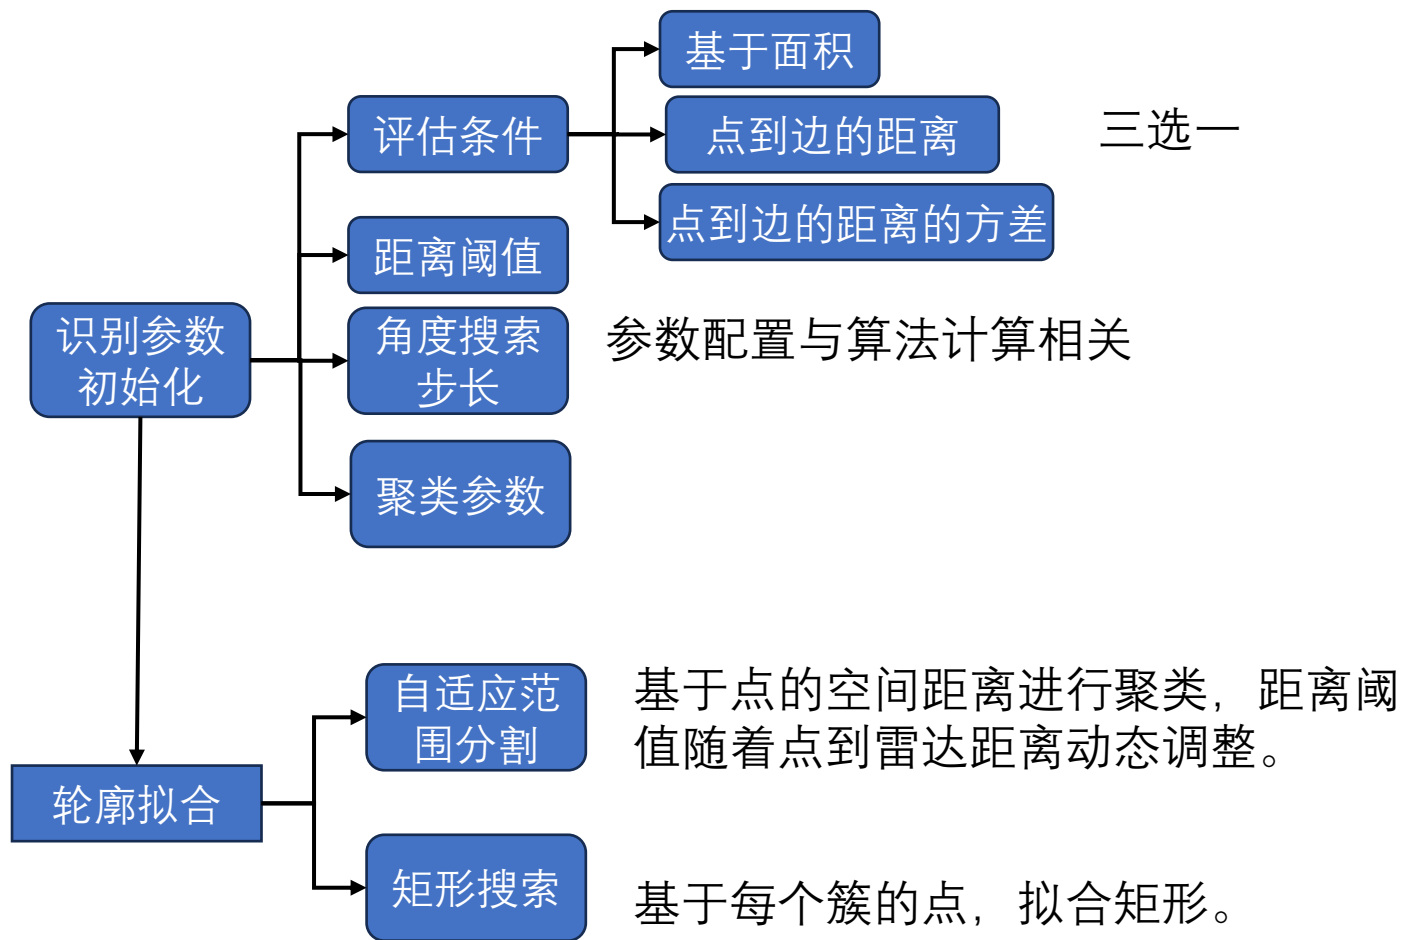 基于面积
评估条件
点到边的距离
三选一
点到边的距离的方差
距离阈值
识别参数
初始化
角度搜索
步长
参数配置与算法计算相关
聚类参数
自适应范
围分割
基于点的空间距离进行聚类，距离阈
值随着点到雷达距离动态调整。
轮廓拟合
矩形搜索
基于每个簇的点，拟合矩形。